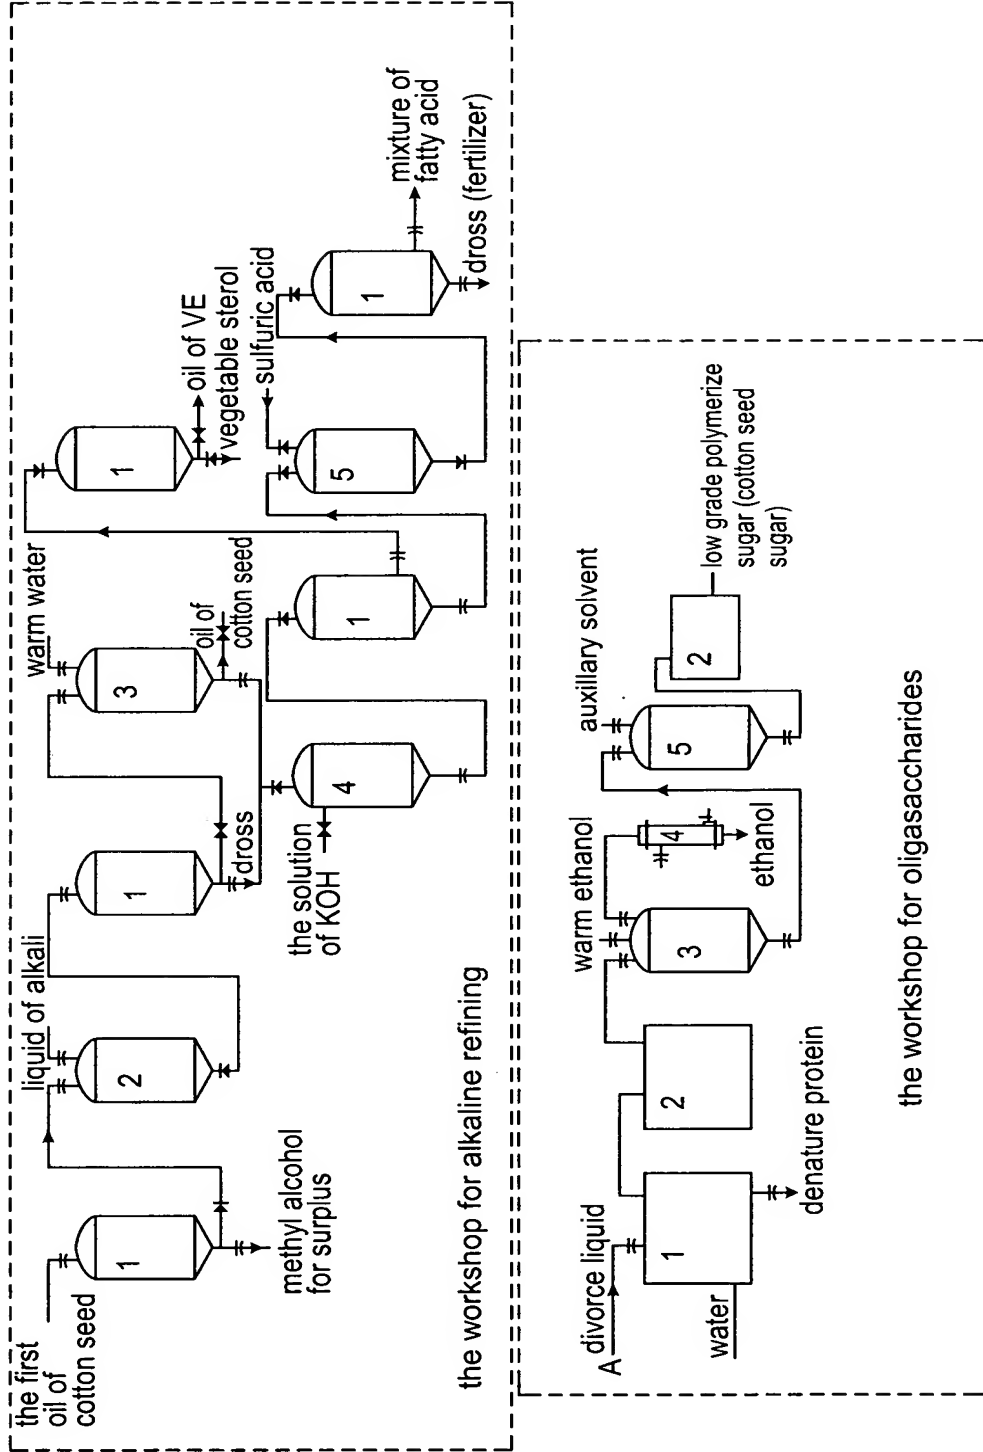 the first
oil of
cotton seed
1
methyl alcohol
for surplus
liquid of alkali
2
1
dross
warm water
3
oil of
cotton seed
the solution
of KOH
4
1
1
oil of VE
vegetable sterol
sulfuric acid
5
1
mixture of
fatty acid
dross (fertilizer)
the workshop for alkaline refining
A
divorce liquid
water
1
denature protein
2
warm ethanol
3
4
ethanol
auxillary solvent
5
2
low grade polymerize
sugar (cotton seed
sugar)
the workshop for oligasaccharides